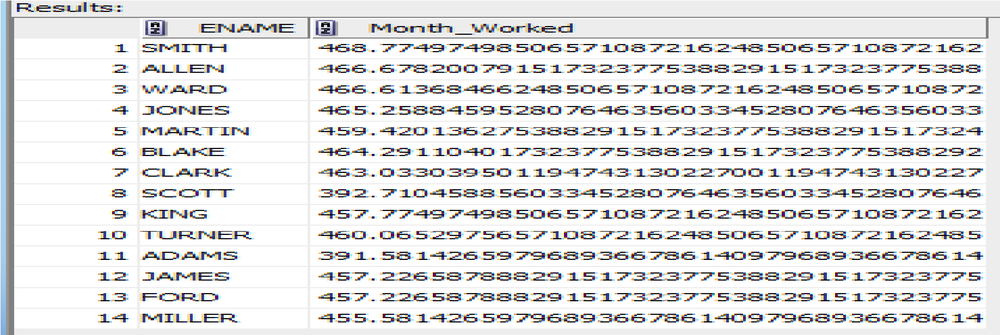 Results:
ENAME Month_Worked
1 SMITH 468.774974985065710872162485065710872162
2 ALLEN 466.678200791517323775388291517323775388
3 WARD 466.613684662485065710872162485065710872
4 JONES 465.258845952807646356033452807646356033
5 MARTIN 459.420136275388291517323775388291517324
6 BLAKE 464.291104017323775388291517323775388292
7 CLARK 463.033039501194743130227001194743130227
8 SCOTT 392.710458856033452807646356033452807646
9 KING 457.774974985065710872162485065710872162
10 TURNER 460.065297565710872162485065710872162485
11 ADAMS 391.581426597968936678614097968936678614
12 JAMES 457.226587888291517323775388291517323775
13 FORD 457.226587888291517323775388291517323775
14 MILLER 455.581426597968936678614097968936678614